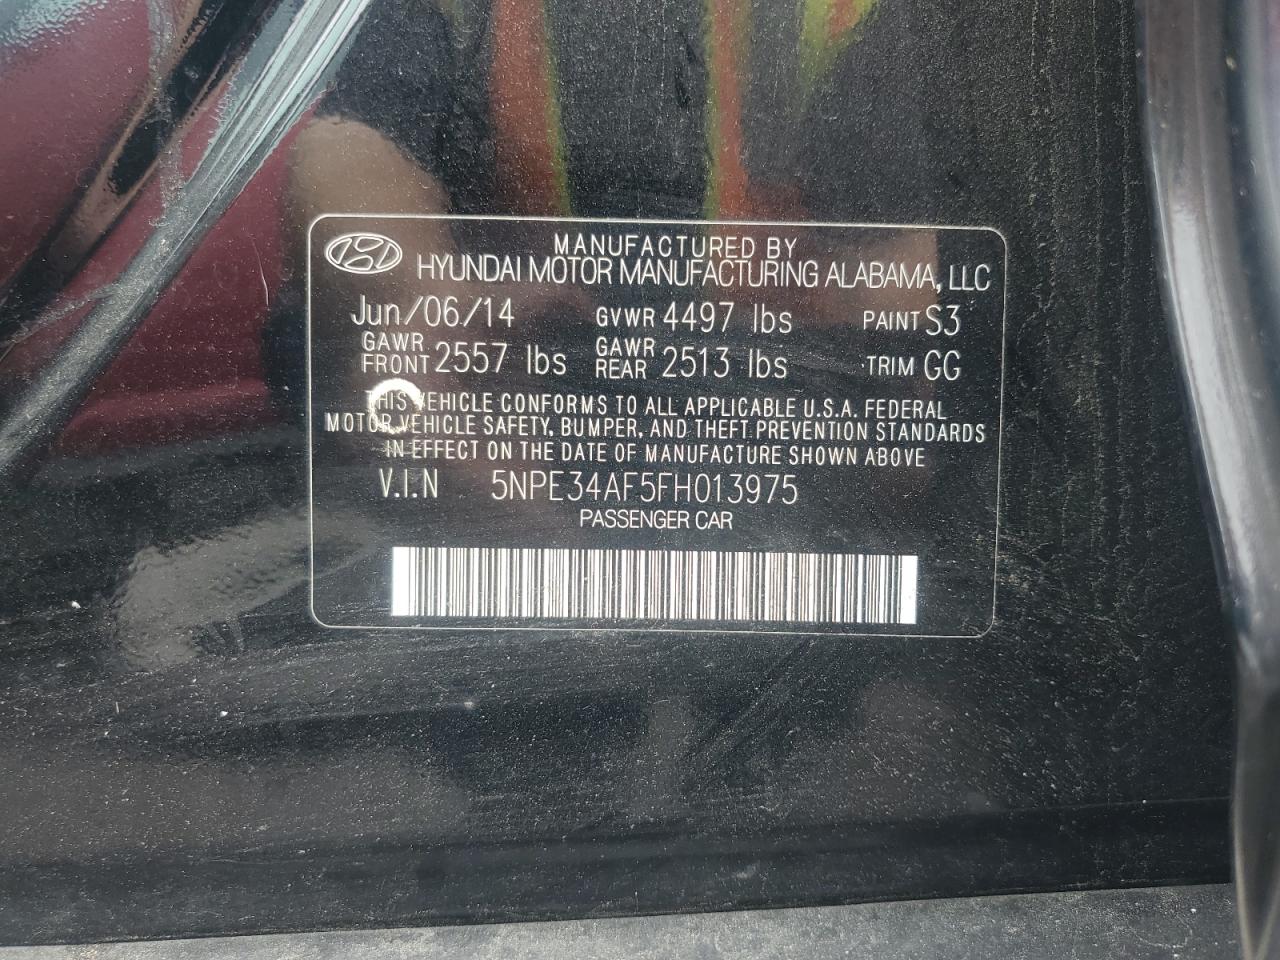 MANUFACTURED BY
HYUNDAI MOTOR MANUFACTURING ALABAMA, LLC
Jun/06/14 GVWR 4497 lbs PAINT S3
GAWR FRONT 2557 lbs GAWR REAR 2513 lbs TRIM GG
THIS VEHICLE CONFORMS TO ALL APPLICABLE U.S.A. FEDERAL
MOTOR VEHICLE SAFETY, BUMPER, AND THEFT PREVENTION STANDARDS
IN EFFECT ON THE DATE OF MANUFACTURE SHOWN ABOVE
V.I.N 5NPE34AF5FH013975
PASSENGER CAR